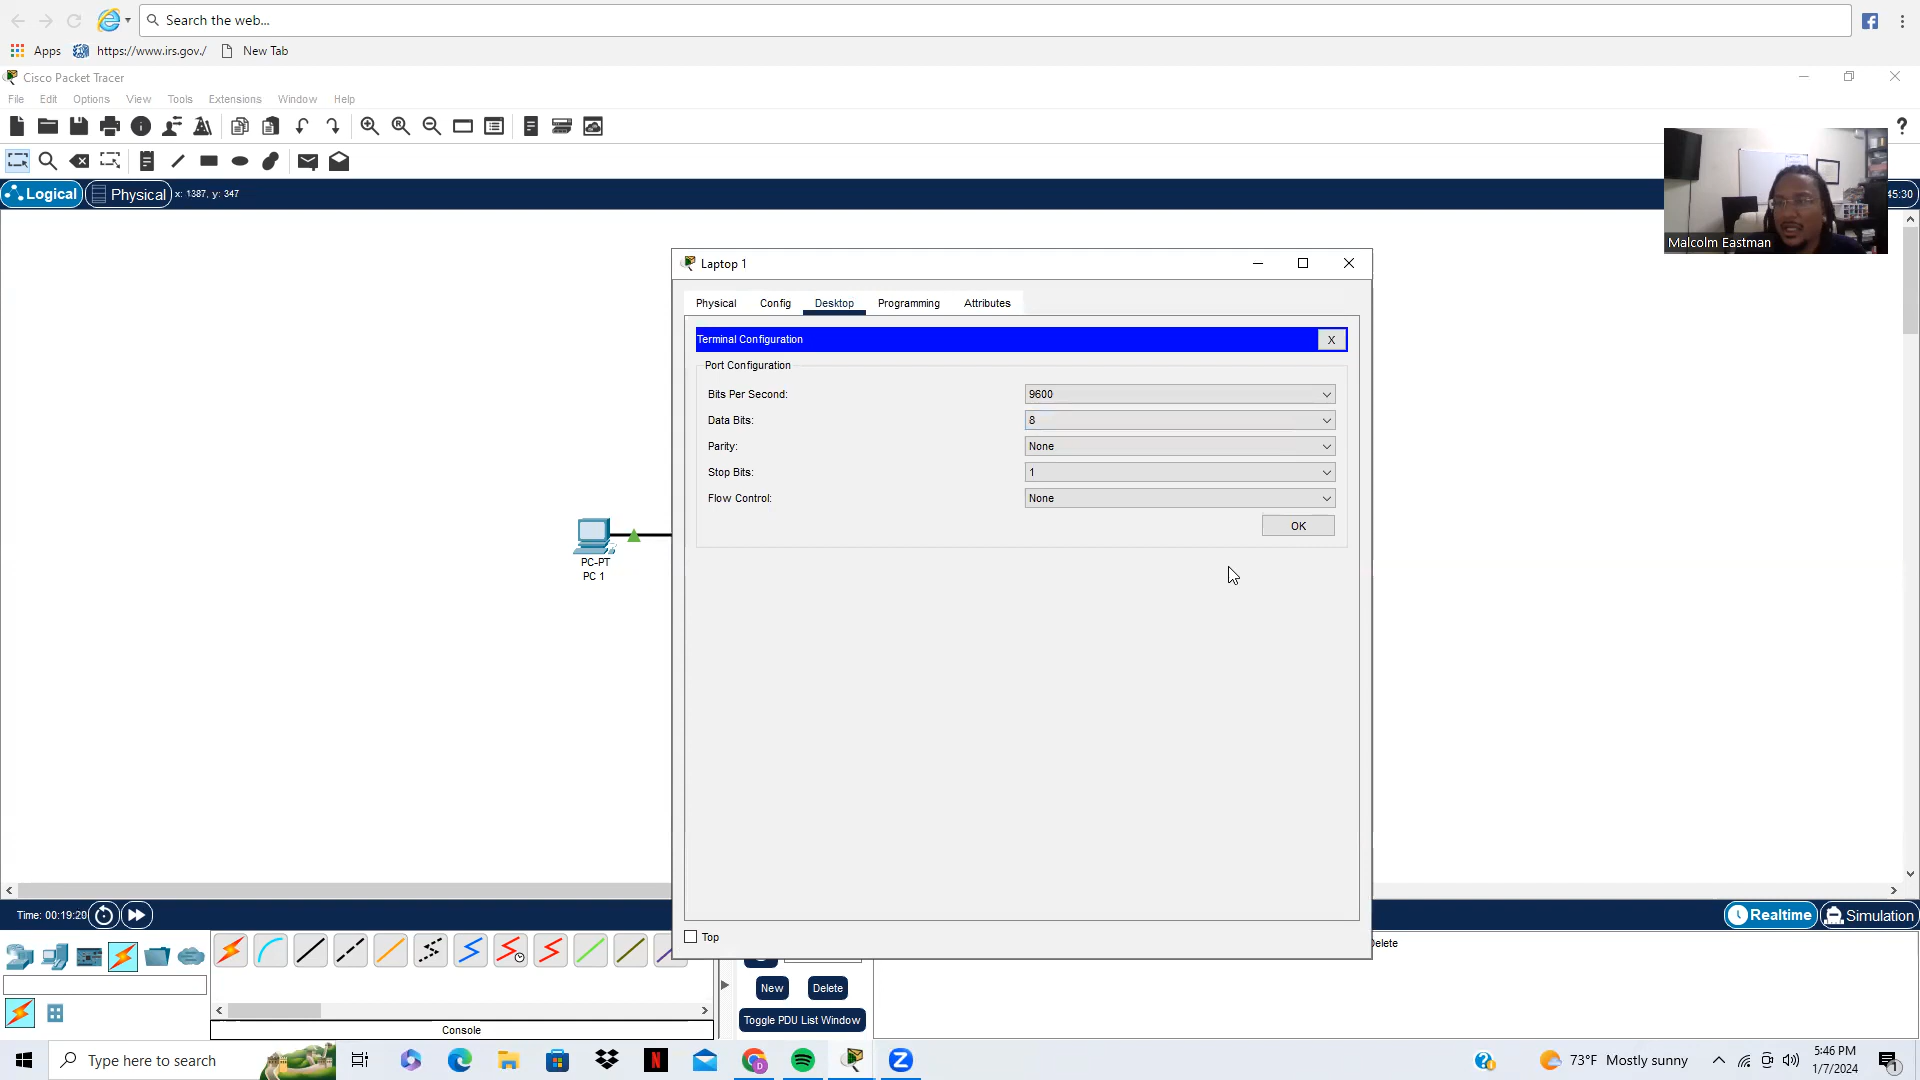 Search the web...
Apps
https://www.irs.gov./
New Tab
Cisco Packet Tracer
File Edit Options View Tools Extensions Window Help
Logical
Physical
x: 1387, y: 347
45:30
Malcolm Eastman
Laptop 1
Physical Config Desktop Programming Attributes
Terminal Configuration
X
Port Configuration
Bits Per Second: 9600
Data Bits: 8
Parity: None
Stop Bits: 1
Flow Control: None
OK
PC-PT
PC 1
Top
Time: 00:19:20
Realtime
Simulation
Delete
New
Delete
Toggle PDU List Window
Console
Type here to search
73°F Mostly sunny
5:46 PM
1/7/2024
1